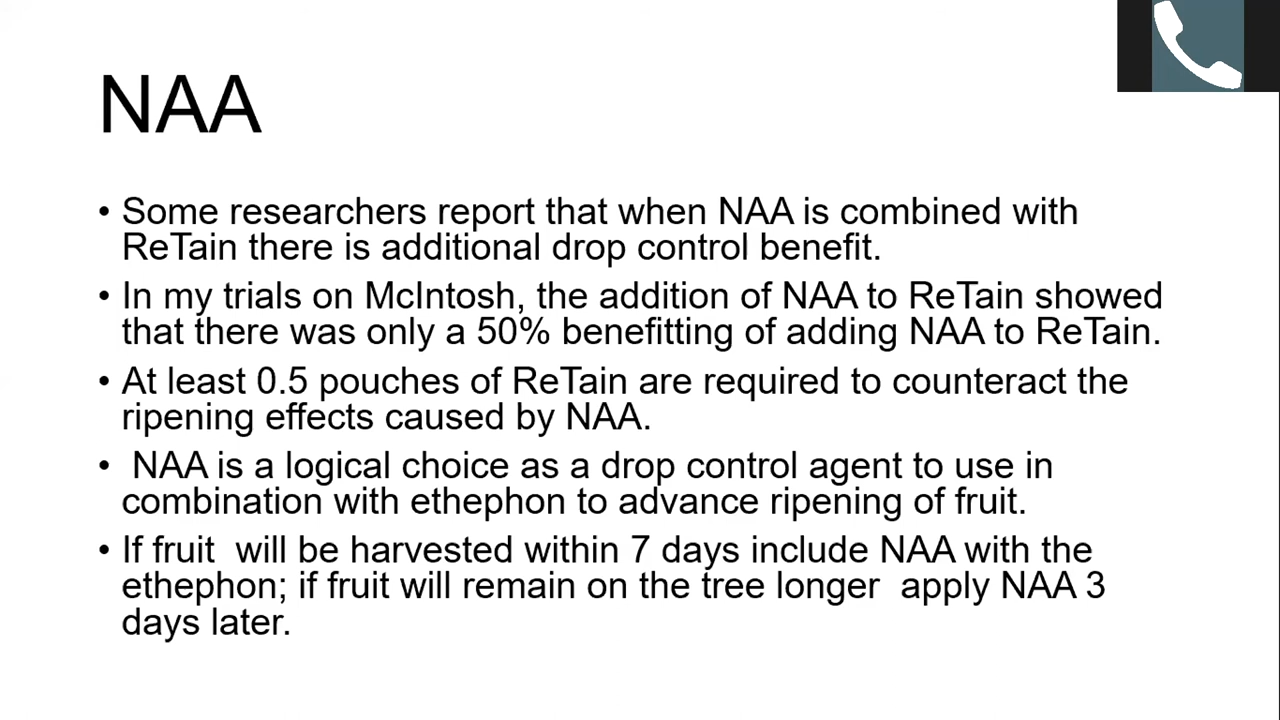 NAA
• Some researchers report that when NAA is combined with
ReTain there is additional drop control benefit.
• In my trials on McIntosh, the addition of NAA to ReTain showed
that there was only a 50% benefitting of adding NAA to ReTain.
• At least 0.5 pouches of ReTain are required to counteract the
ripening effects caused by NAA.
• NAA is a logical choice as a drop control agent to use in
combination with ethephon to advance ripening of fruit.
• If fruit will be harvested within 7 days include NAA with the
ethephon; if fruit will remain on the tree longer apply NAA 3
days later.